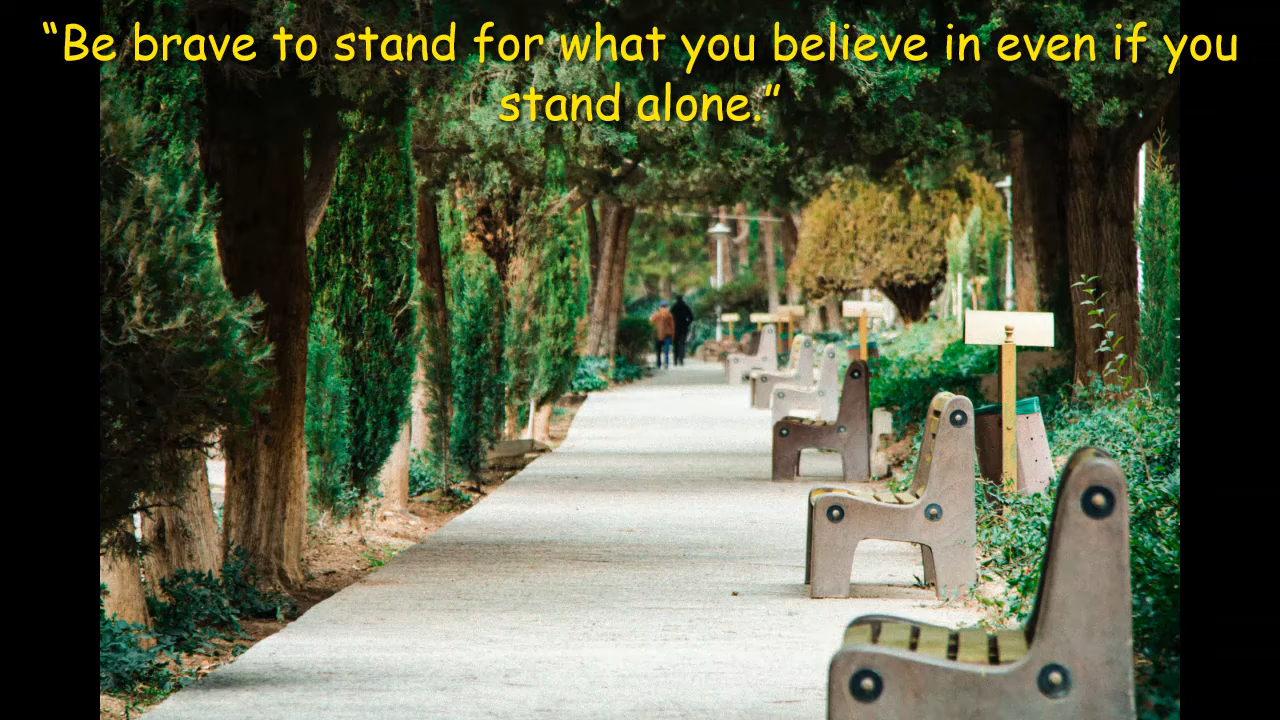 “Be brave to stand for what you believe in even if you
stand alone.”